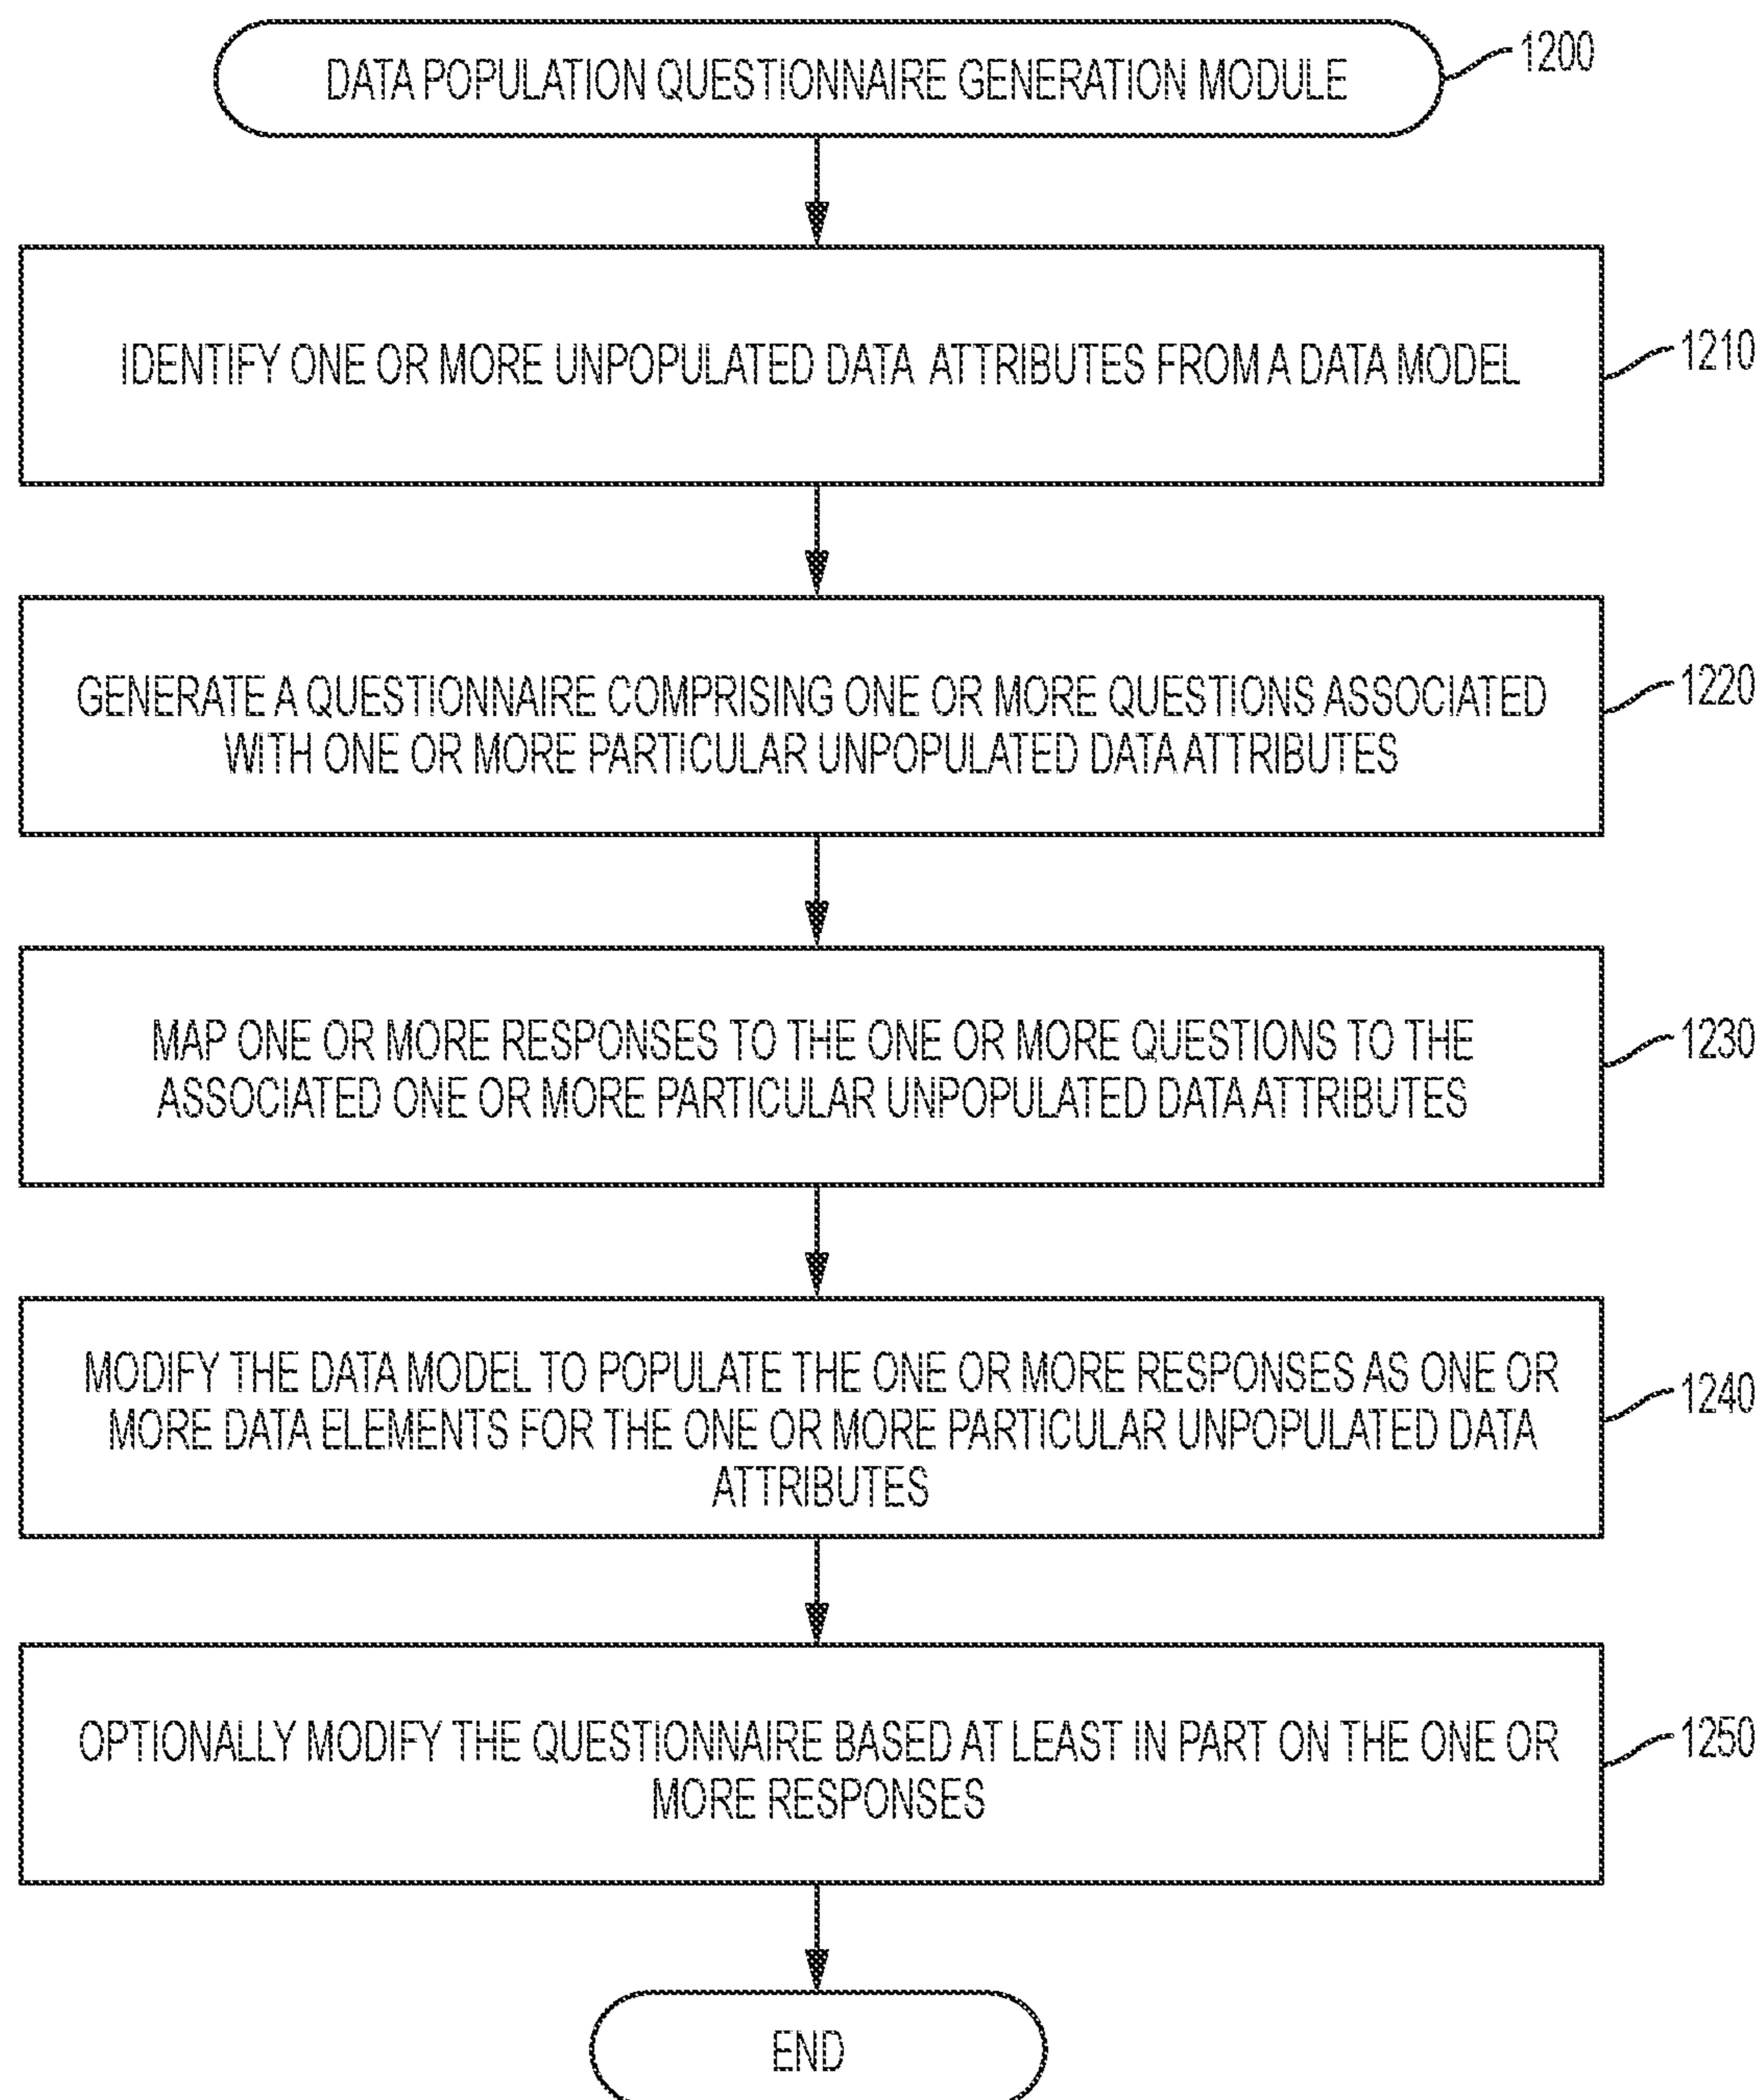 DATA POPULATION QUESTIONNAIRE GENERATION MODULE
1200
IDENTIFY ONE OR MORE UNPOPULATED DATA ATTRIBUTES FROM A DATA MODEL
1210
GENERATE A QUESTIONNAIRE COMPRISING ONE OR MORE QUESTIONS ASSOCIATED
WITH ONE OR MORE PARTICULAR UNPOPULATED DATA ATTRIBUTES
1220
MAP ONE OR MORE RESPONSES TO THE ONE OR MORE QUESTIONS TO THE
ASSOCIATED ONE OR MORE PARTICULAR UNPOPULATED DATA ATTRIBUTES
1230
MODIFY THE DATA MODEL TO POPULATE THE ONE OR MORE RESPONSES AS ONE OR
MORE DATA ELEMENTS FOR THE ONE OR MORE PARTICULAR UNPOPULATED DATA
ATTRIBUTES
1240
OPTIONALLY MODIFY THE QUESTIONNAIRE BASED AT LEAST IN PART ON THE ONE OR
MORE RESPONSES
1250
END